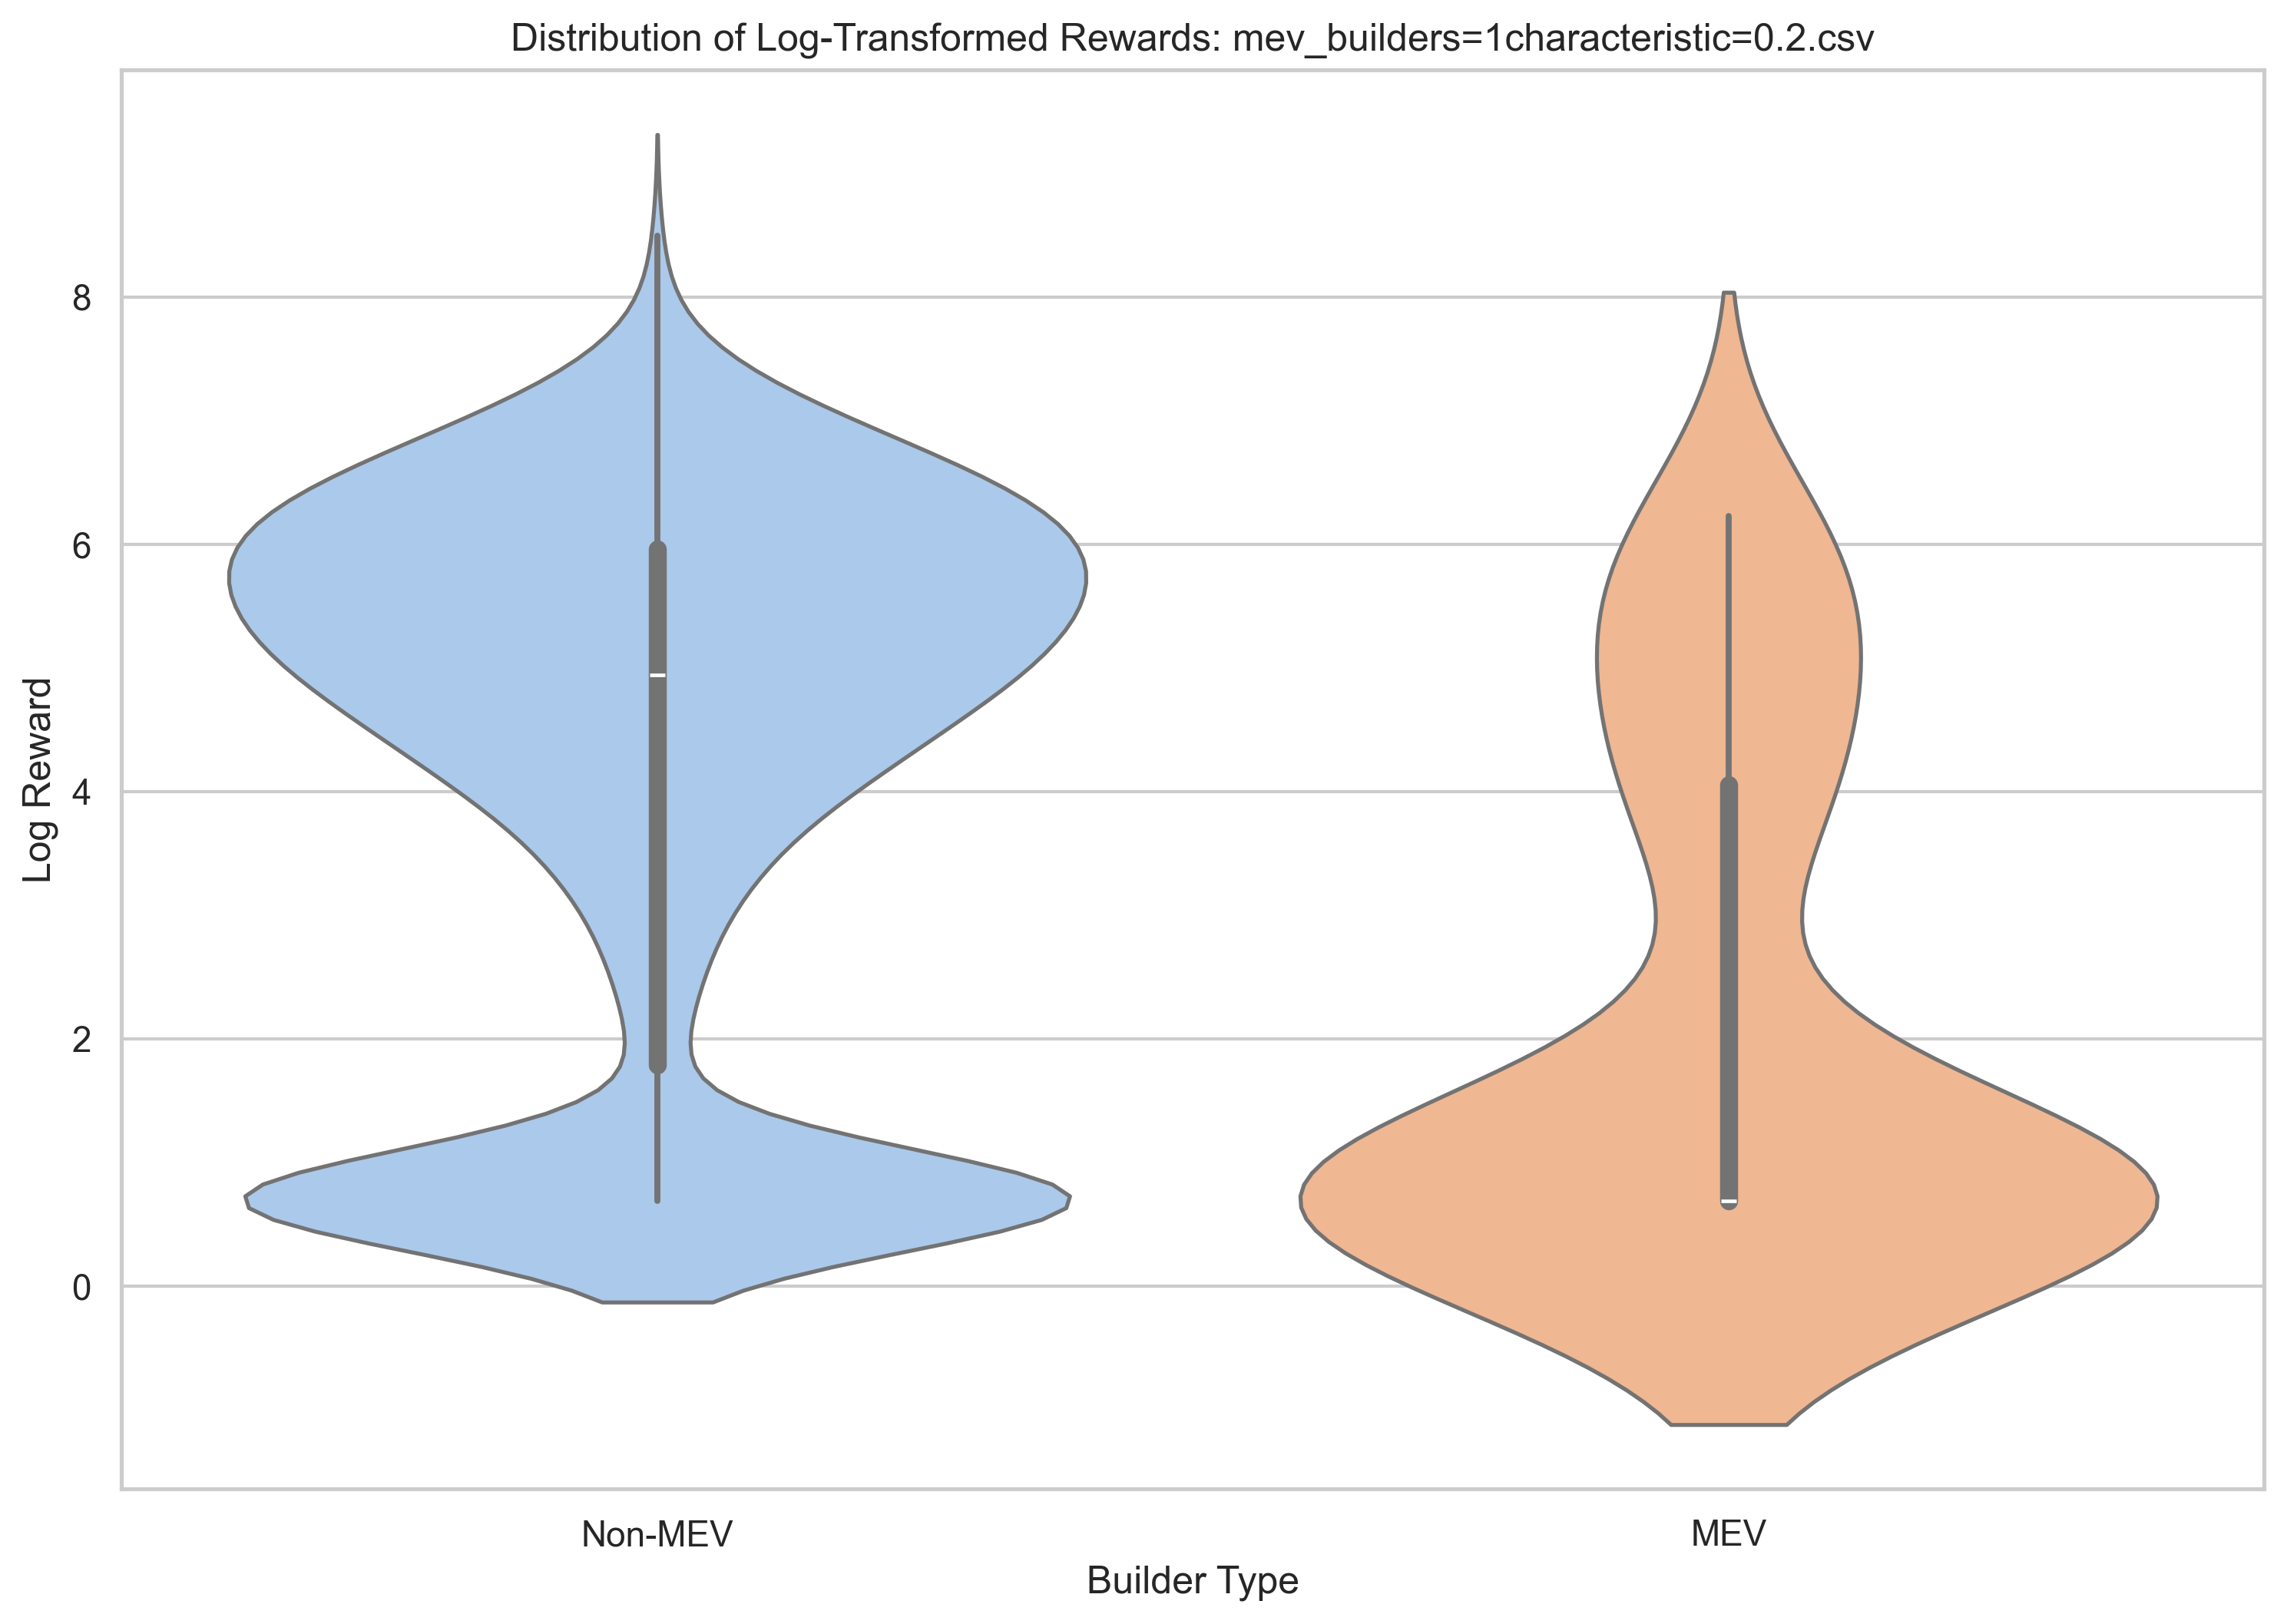 Distribution of Log-Transformed Rewards: mev_builders=1characteristic=0.2.csv
Log Reward
8
6
4
2
0
Non-MEV
MEV
Builder Type